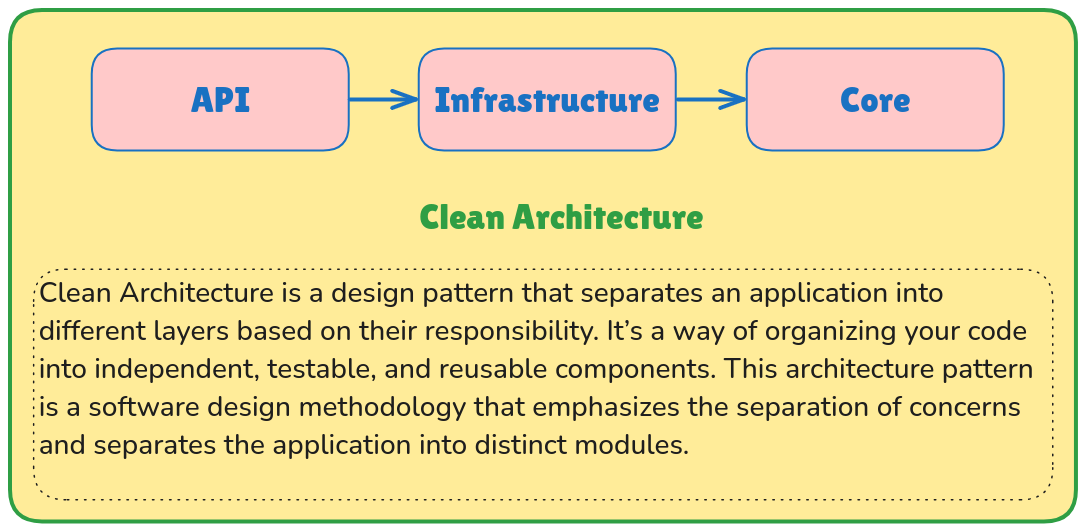 API
Infrastructure
Core
Clean Architecture
Clean Architecture is a design pattern that separates an application into
different layers based on their responsibility. It’s a way of organizing your code
into independent, testable, and reusable components. This architecture pattern
is a software design methodology that emphasizes the separation of concerns
and separates the application into distinct modules.